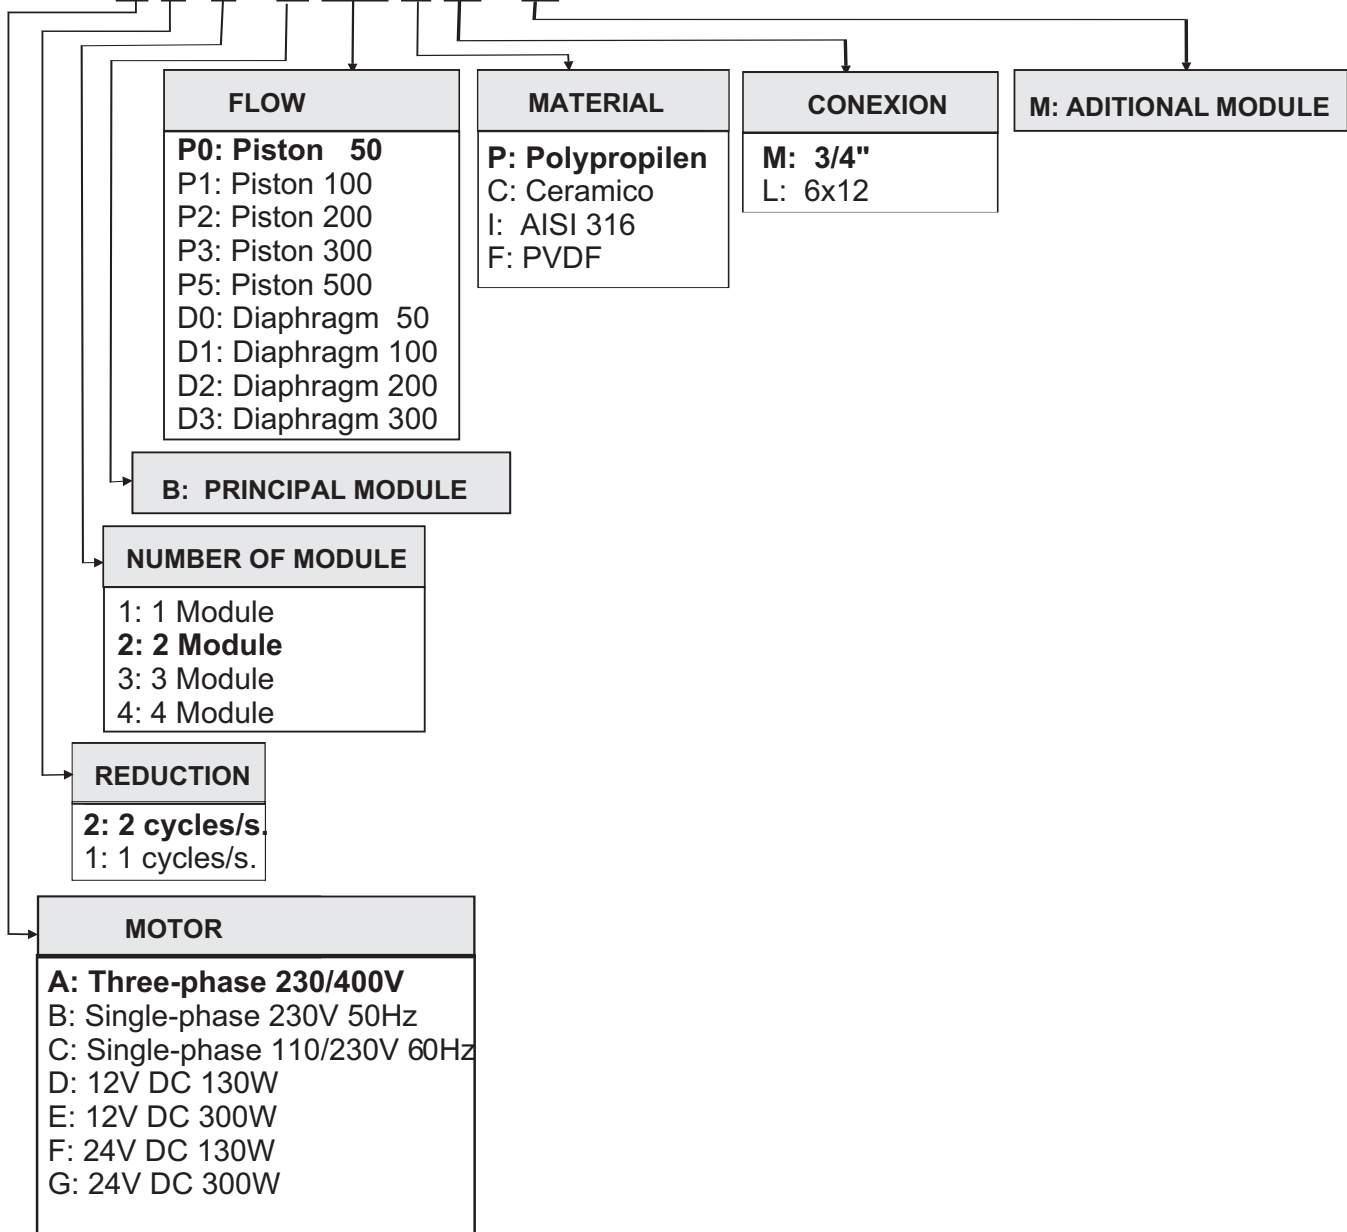 FLOW
P0: Piston 50
P1: Piston 100
P2: Piston 200
P3: Piston 300
P5: Piston 500
D0: Diaphragm 50
D1: Diaphragm 100
D2: Diaphragm 200
D3: Diaphragm 300
MATERIAL
P: Polypropilen
C: Ceramico
I: AISI 316
F: PVDF
CONEXION
M: 3/4"
L: 6x12
M: ADITIONAL MODULE
B: PRINCIPAL MODULE
NUMBER OF MODULE
1: 1 Module
2: 2 Module
3: 3 Module
4: 4 Module
REDUCTION
2: 2 cycles/s.
1: 1 cycles/s.
MOTOR
A: Three-phase 230/400V
B: Single-phase 230V 50Hz
C: Single-phase 110/230V 60Hz
D: 12V DC 130W
E: 12V DC 300W
F: 24V DC 130W
G: 24V DC 300W